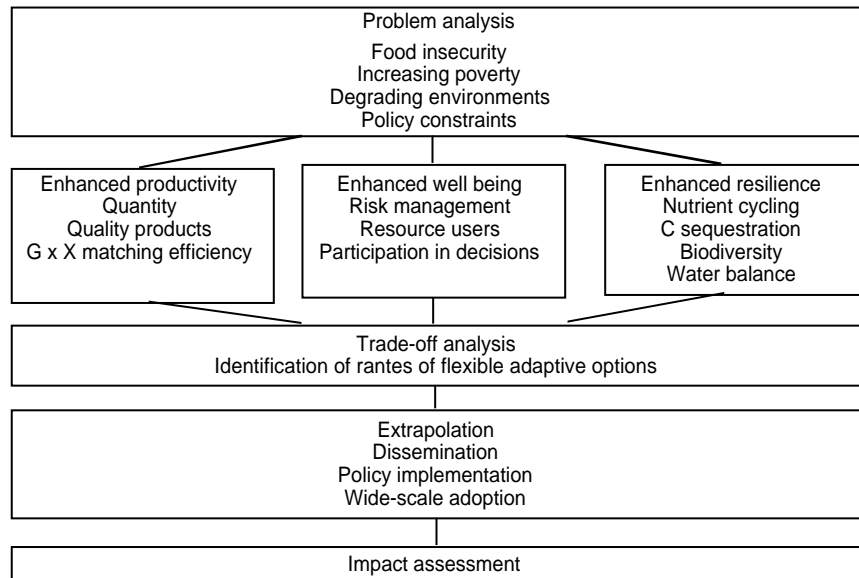 Problem analysis
Food insecurity
Increasing poverty
Degrading environments
Policy constraints
Enhanced productivity
Quantity
Quality products
G x X matching efficiency
Enhanced well being
Risk management
Resource users
Participation in decisions
Enhanced resilience
Nutrient cycling
C sequestration
Biodiversity
Water balance
Trade-off analysis
Identification of rantes of flexible adaptive options
Extrapolation
Dissemination
Policy implementation
Wide-scale adoption
Impact assessment